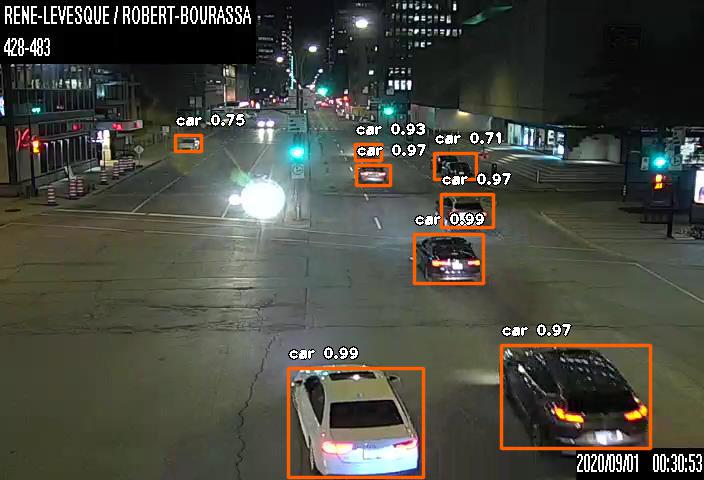 RENE-LEVESQUE / ROBERT-BOURASSA
428-483
car 0.75
car 0.93
car 0.97
car 0.71
car 0.97
car 0.99
car 0.97
car 0.99
2020/09/01 00:30:53